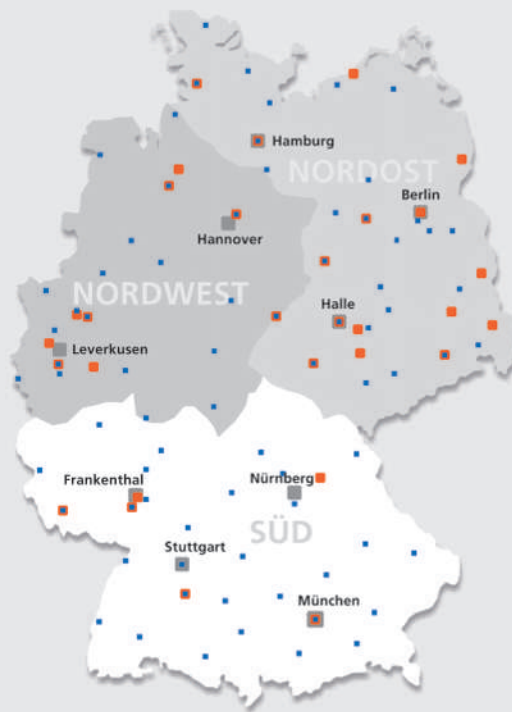 Hamburg
NORDOST
Berlin
Hannover
NORDWEST
Halle
Leverkusen
Frankenthal
Nürnberg
SÜD
Stuttgart
München